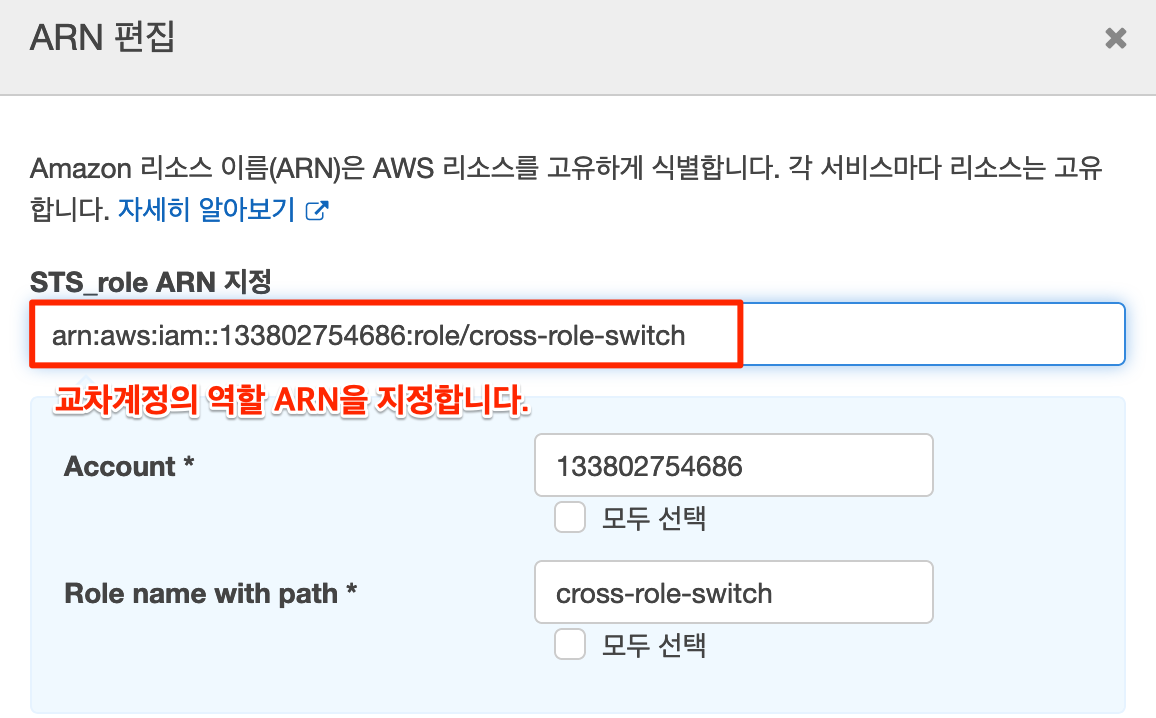 ARN 편집
Amazon 리소스 이름(ARN)은 AWS 리소스를 고유하게 식별합니다. 각 서비스마다 리소스는 고유
합니다. 자세히 알아보기
STS_role ARN 지정
arn:aws:iam::133802754686:role/cross-role-switch
교차계정의 역할 ARN을 지정합니다.
Account *
133802754686
모두 선택
Role name with path *
cross-role-switch
모두 선택